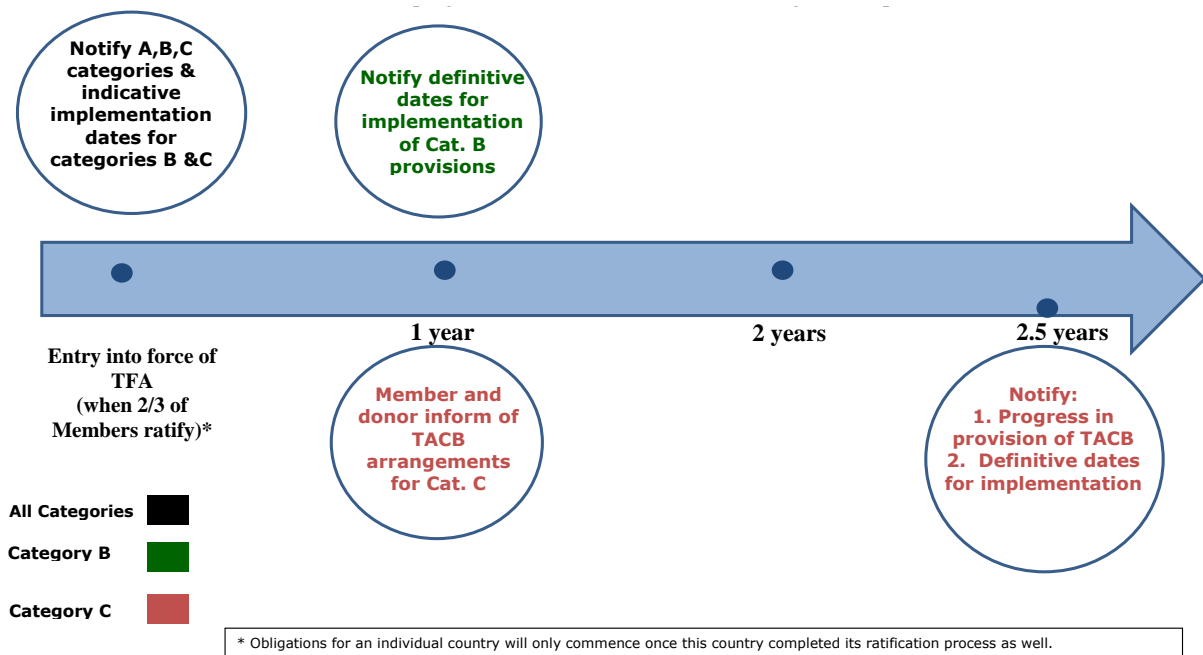 Notify A,B,C
categories &
indicative
implementation
dates for
categories B &C
Notify definitive
dates for
implementation
of Cat. B
provisions
1 year
2 years
2.5 years
Entry into force of
TFA
(when 2/3 of
Members ratify)*
Member and
donor inform of
TACB
arrangements
for Cat. C
Notify:
1. Progress in
provision of TACB
2. Definitive dates
for implementation
All Categories
Category B
Category C
* Obligations for an individual country will only commence once this country completed its ratification process as well.